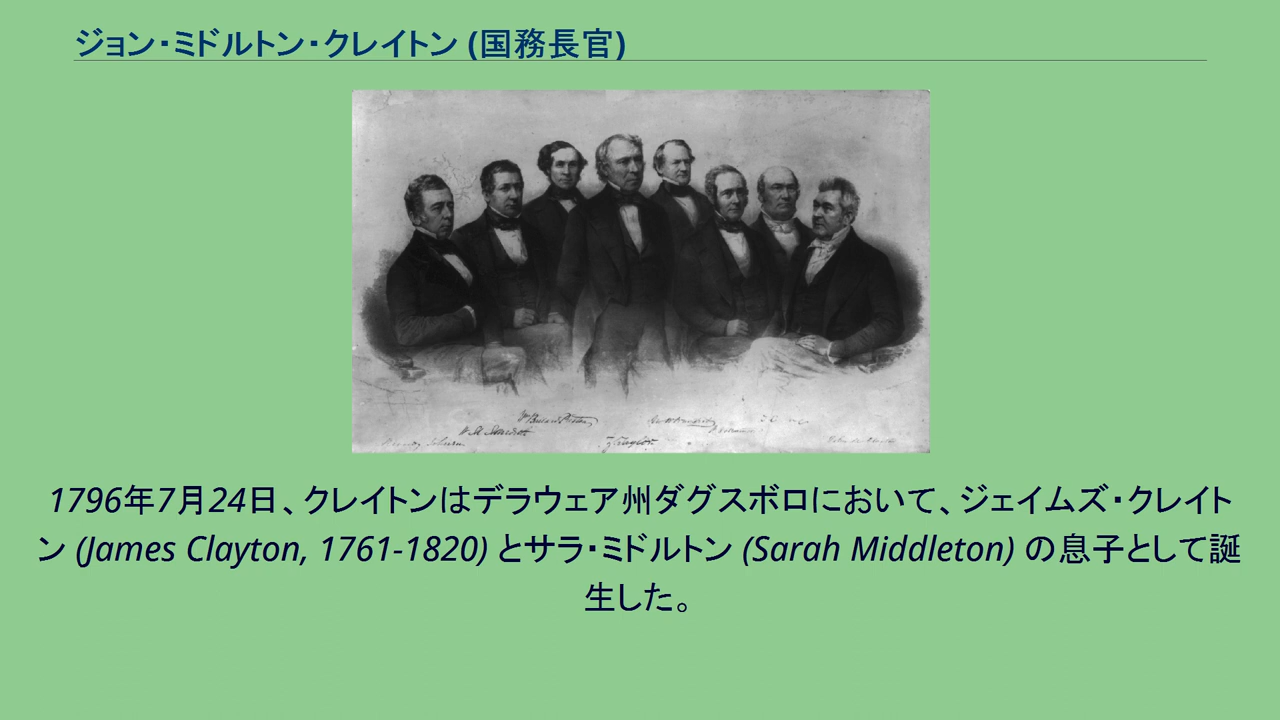 ジョン・ミドルトン・クレイトン (国務長官)
Z Taylor
1796年7月24日、クレイトンはデラウェア州ダグスボロにおいて、ジェイムズ・クレイト
ン (James Clayton, 1761-1820) とサラ・ミドルトン (Sarah Middleton) の息子として誕
生した。